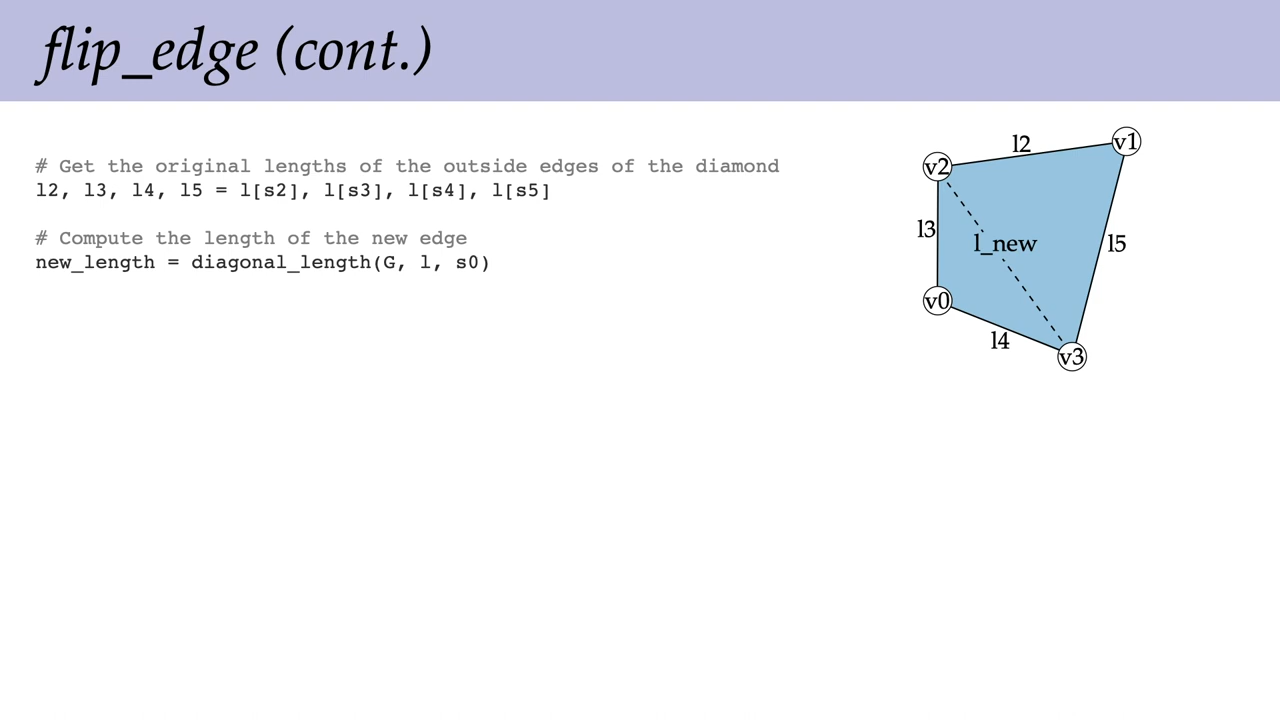 flip_edge (cont.)
# Get the original lengths of the outside edges of the diamond
l2, l3, l4, l5 = l[s2], l[s3], l[s4], l[s5]
# Compute the length of the new edge
new_length = diagonal_length(G, l, s0)
v1
l2
v2
l3
l_new
l5
v0
l4
v3